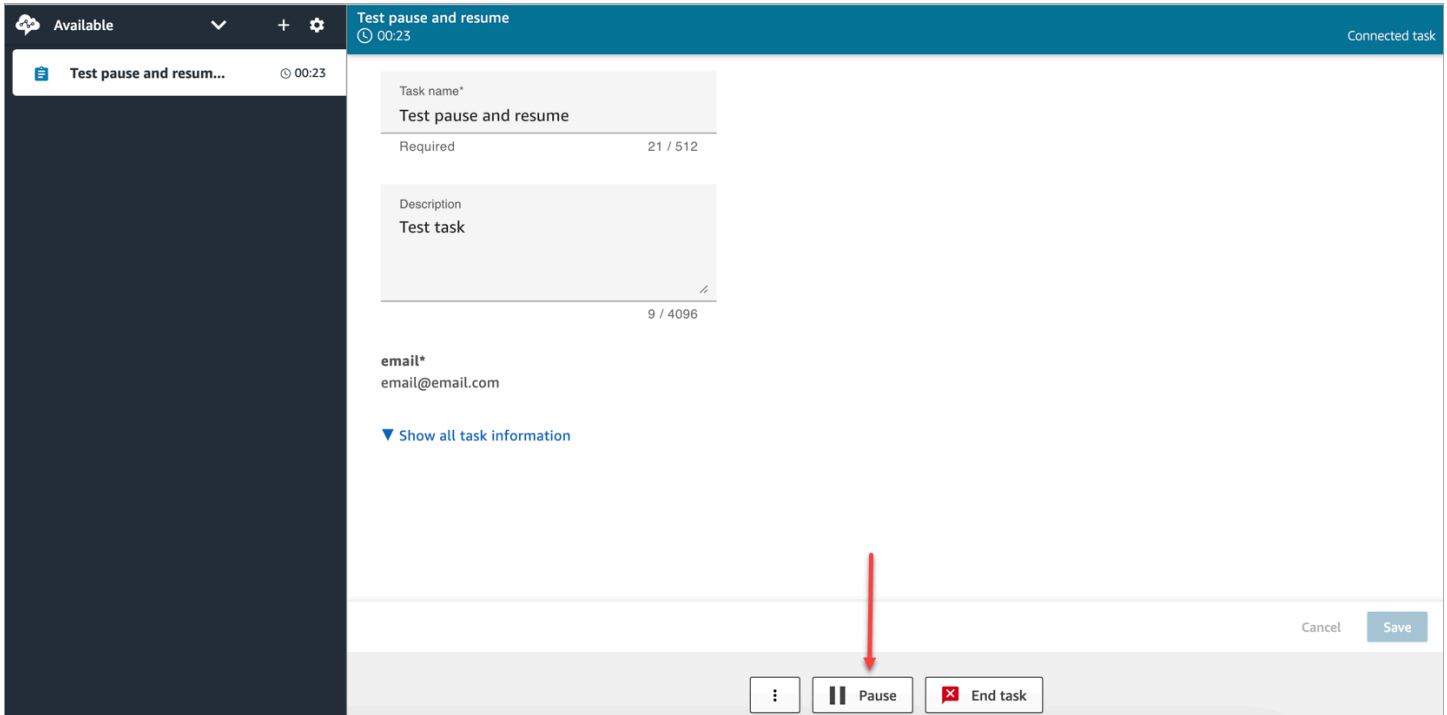 Available
Test pause and resum...
00:23
Test pause and resume
00:23
Connected task
Task name*
Test pause and resume
Required
21 / 512
Description
Test task
9 / 4096
email*
email@email.com
Show all task information
Cancel
Save
Pause
End task